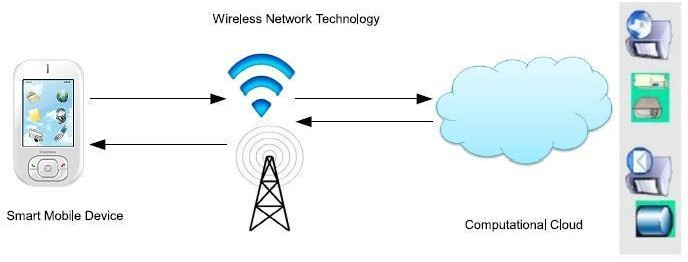 Wireless Network Technology
Smart Mobile Device
Computational Cloud